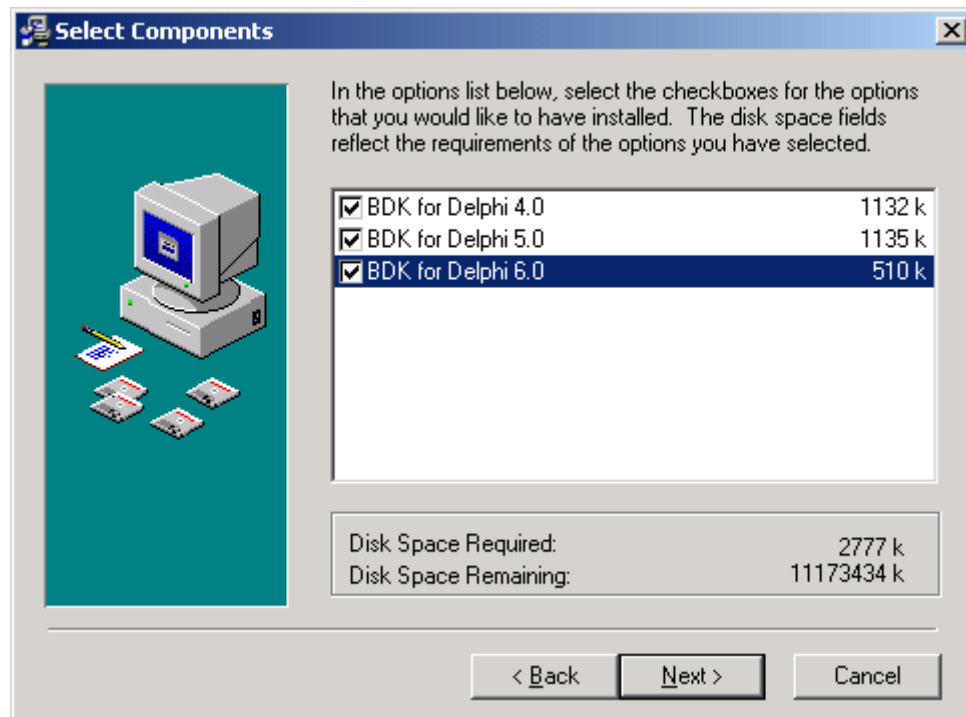 Select Components
In the options list below, select the checkboxes for the options
that you would like to have installed.  The disk space fields
reflect the requirements of the options you have selected.
BDK for Delphi 4.0 1132 k
BDK for Delphi 5.0 1135 k
BDK for Delphi 6.0 510 k
Disk Space Required: 2777 k
Disk Space Remaining: 11173434 k
< Back Next > Cancel